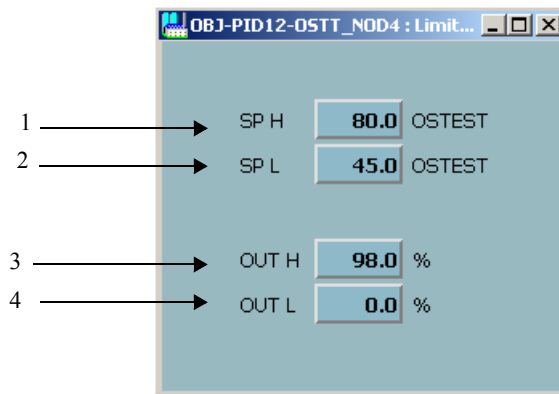 OBJ-PID12-OSTT_NOD4 : Limit...
1 SP H 80.0 OSTEST
2 SP L 45.0 OSTEST
3 OUT H 98.0 %
4 OUT L 0.0 %